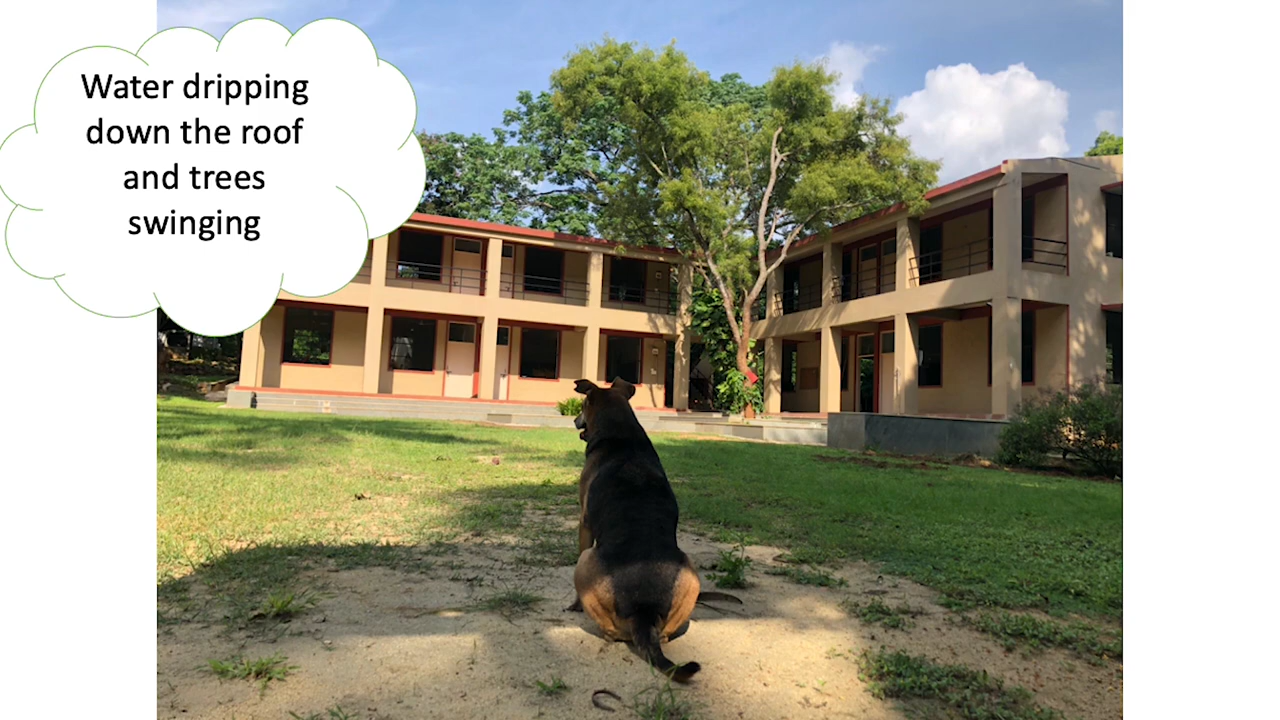 Water dripping
down the roof
and trees
swinging